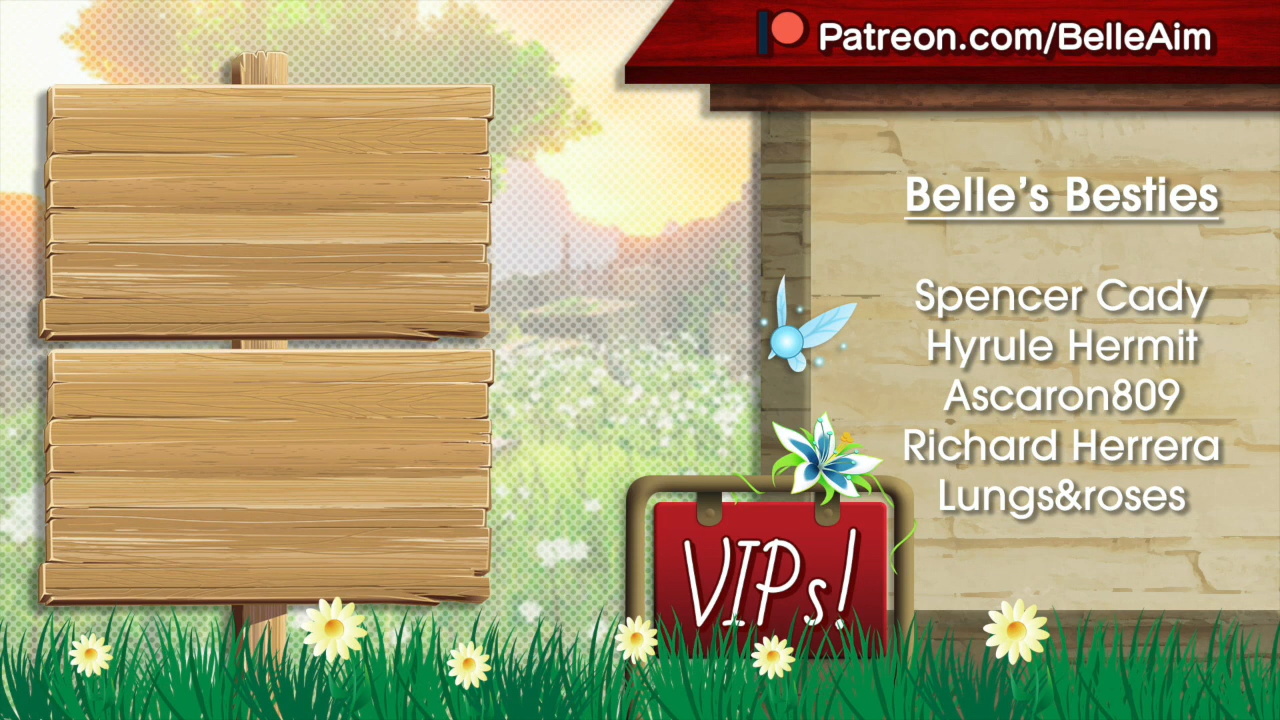 Patreon.com/BelleAim
Belle’s Besties
Spencer Cady
Hyrule Hermit
Ascaron809
Richard Herrera
Lungs&roses
VIPs!